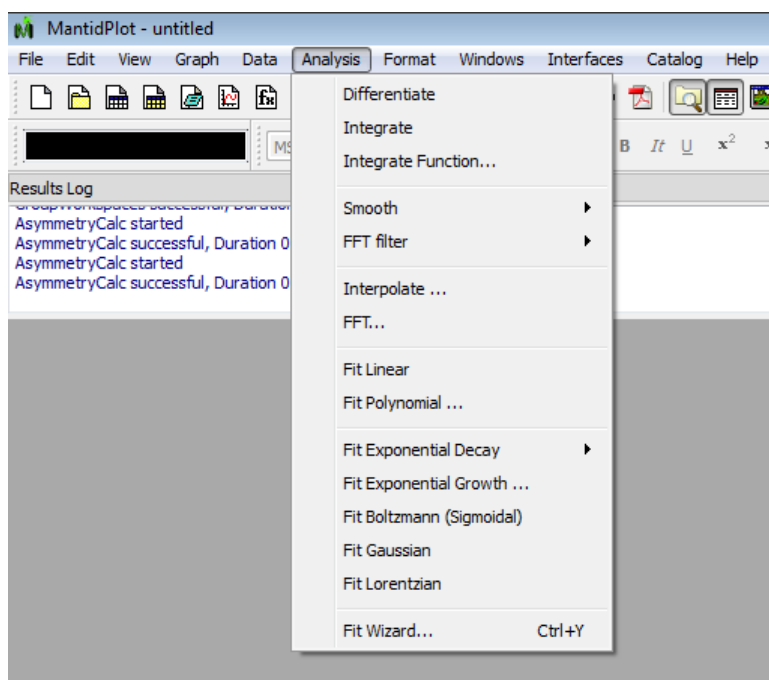 MantidPlot - untitled
File Edit View Graph Data Analysis Format Windows Interfaces Catalog Help
B It U x²
Results Log
AsymmetryCalc started
AsymmetryCalc successful, Duration 0
AsymmetryCalc started
AsymmetryCalc successful, Duration 0
Differentiate
Integrate
Integrate Function...
Smooth
FFT filter
Interpolate ...
FFT...
Fit Linear
Fit Polynomial ...
Fit Exponential Decay
Fit Exponential Growth ...
Fit Boltzmann (Sigmoidal)
Fit Gaussian
Fit Lorentzian
Fit Wizard... Ctrl+Y